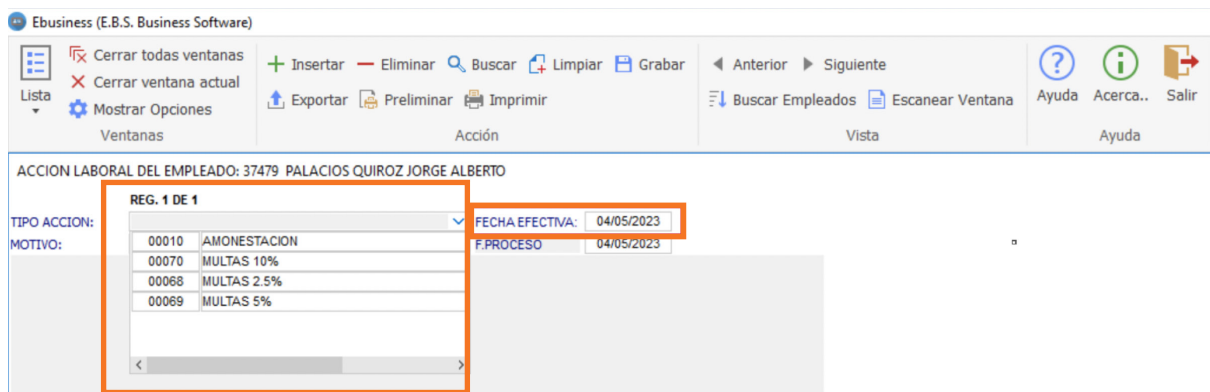 Ebusiness (E.B.S. Business Software)
Lista
Cerrar todas ventanas
Cerrar ventana actual
Mostrar Opciones
Ventanas
Insertar Eliminar Buscar Limpiar Grabar
Exportar Preliminar Imprimir
Acción
Anterior Siguiente
Buscar Empleados Escanear Ventana
Vista
Ayuda Acerca.. Salir
Ayuda
ACCION LABORAL DEL EMPLEADO: 37479 PALACIOS QUIROZ JORGE ALBERTO
REG. 1 DE 1
TIPO ACCION: FECHA EFECTIVA: 04/05/2023
MOTIVO: F.PROCESO 04/05/2023
00010 AMONESTACION
00070 MULTAS 10%
00068 MULTAS 2.5%
00069 MULTAS 5%